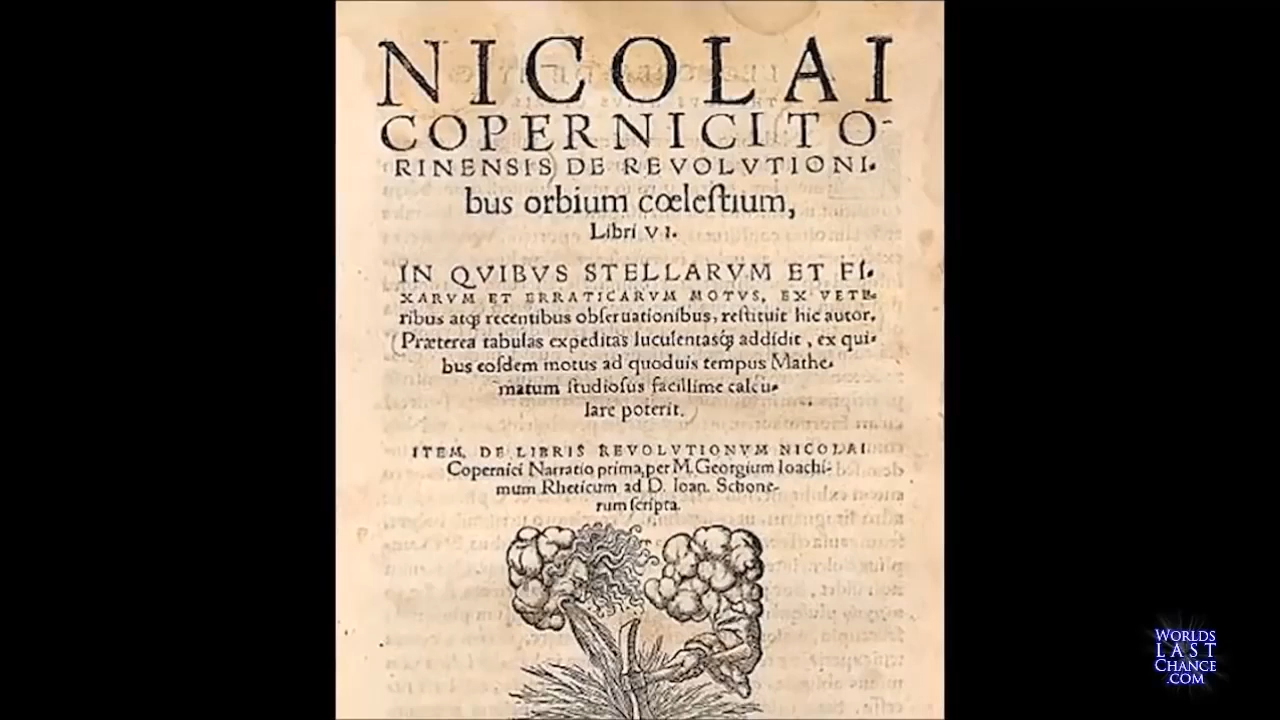 NICOLAI
COPERNICI TO-
RINENSIS DE REVOLVTIONI-
bus orbium cœleſtium,
Libri VI.
IN QVIBVS STELLARVM ET FI-
XARVM ET ERRATICARVM MOTVS, EX VETE-
ribus atq́; recentibus obſeruationibus, reſtituit hic autor.
Præterea tabulas expeditas luculentasq́; addidit, ex qui-
bus eoſdem motus ad quoduis tempus Mathe-
matum ſtudioſus facillime calcu-
lare poterit.
ITEM, DE LIBRIS REVOLVTIONVM NICOLAI
Copernici Narratio prima, per M. Georgium Ioachi-
mum Rheticum ad D. Ioan. Schone-
rum ſcripta.
WORLDS
LAST
CHANCE
.COM